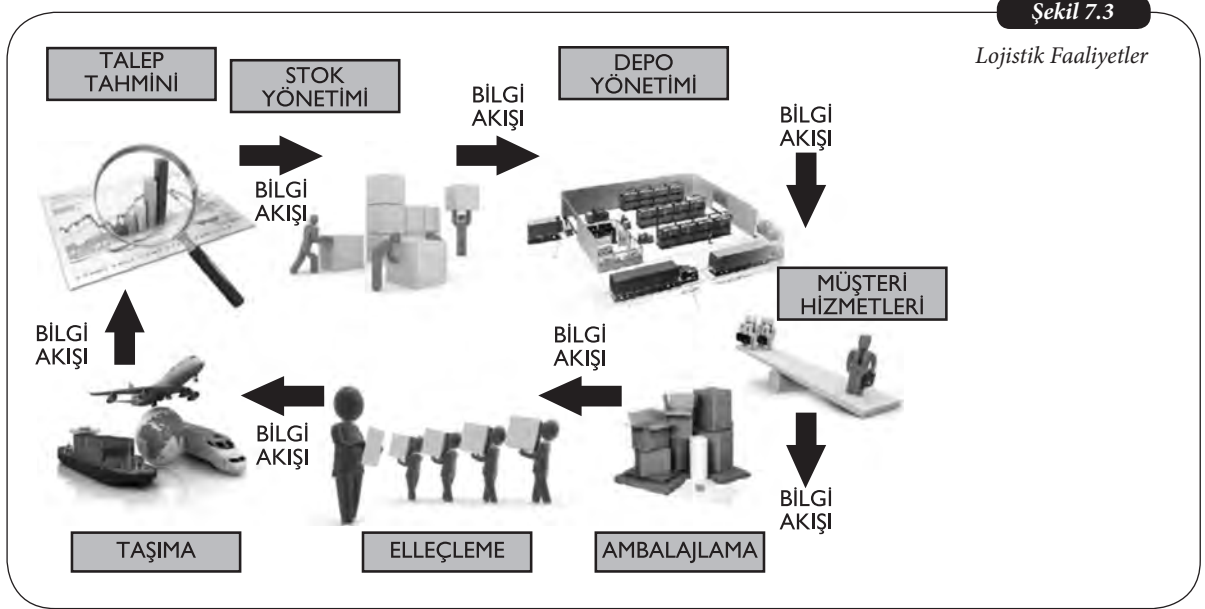 Şekil 7.3
Lojistik Faaliyetler
TALEP
TAHMİNİ
STOK
YÖNETİMİ
BİLGİ
AKIŞI
DEPO
YÖNETİMİ
BİLGİ
AKIŞI
BİLGİ
AKIŞI
MÜŞTERİ
HİZMETLERİ
BİLGİ
AKIŞI
BİLGİ
AKIŞI
BİLGİ
AKIŞI
BİLGİ
AKIŞI
TAŞIMA
ELLEÇLEME
AMBALAJLAMA